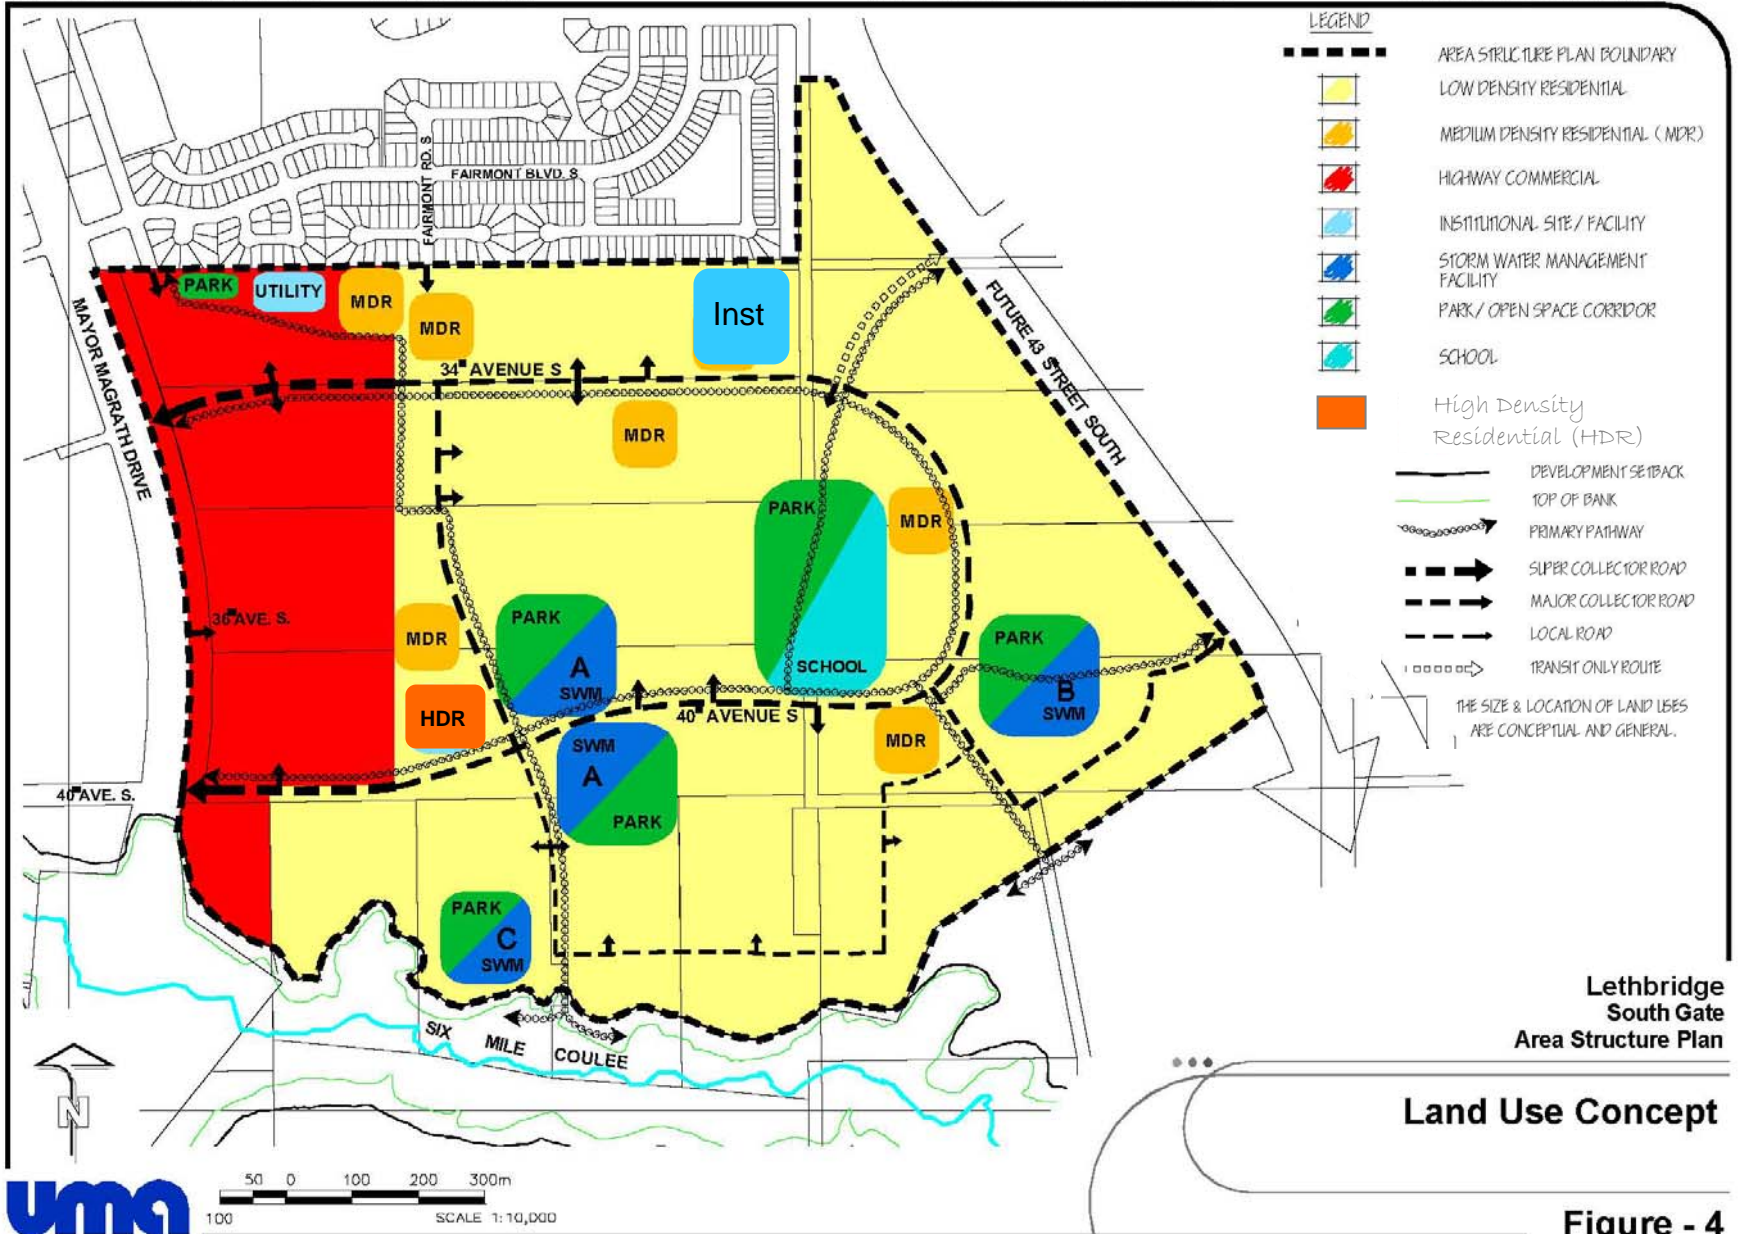 LEGEND
AREA STRUCTURE PLAN BOUNDARY
LOW DENSITY RESIDENTIAL
MEDIUM DENSITY RESIDENTIAL (MDR)
HIGHWAY COMMERCIAL
INSTITUTIONAL SITE / FACILITY
STORM WATER MANAGEMENT
FACILITY
PARK / OPEN SPACE CORRIDOR
SCHOOL
High Density
Residential (HDR)
DEVELOPMENT SETBACK
TOP OF BANK
PRIMARY PATHWAY
SUPER COLLECTOR ROAD
MAJOR COLLECTOR ROAD
LOCAL ROAD
TRANSIT ONLY ROUTE
THE SIZE & LOCATION OF LAND USES
ARE CONCEPTUAL AND GENERAL.
FAIRMONT RD. S
FAIRMONT BLVD. S
MAYOR MAGRATH DRIVE
FUTURE 43 STREET SOUTH
PARK
UTILITY
MDR
MDR
Inst
34 AVENUE S
MDR
PARK
MDR
SCHOOL
36 AVE. S.
MDR
HDR
PARK
A
SWM
PARK
B
SWM
40 AVENUE S
SWM
A
PARK
MDR
40 AVE. S.
PARK
C
SWM
SIX
MILE
COULEE
N
uma
50 0 100 200 300m
100
SCALE 1:10,000
Lethbridge
South Gate
Area Structure Plan
Land Use Concept
Figure - 4